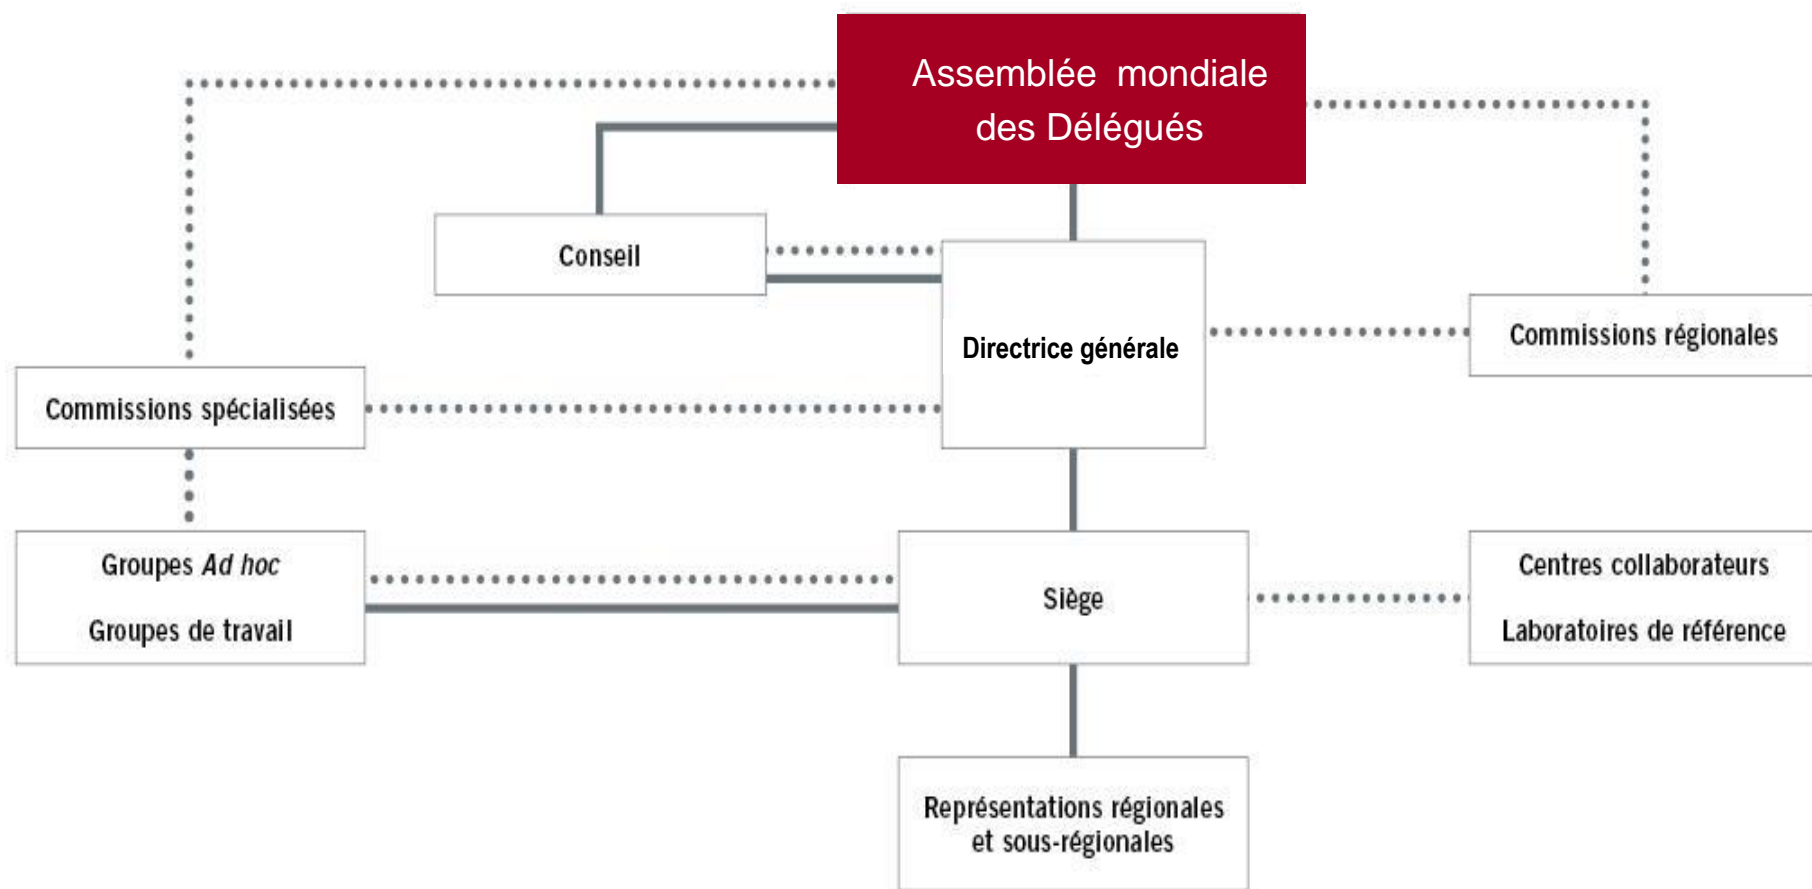 Assemblée mondiale
des Délégués
Conseil
Directrice générale
Commissions régionales
Commissions spécialisées
Groupes Ad hoc
Groupes de travail
Siège
Centres collaborateurs
Laboratoires de référence
Représentations régionales
et sous-régionales